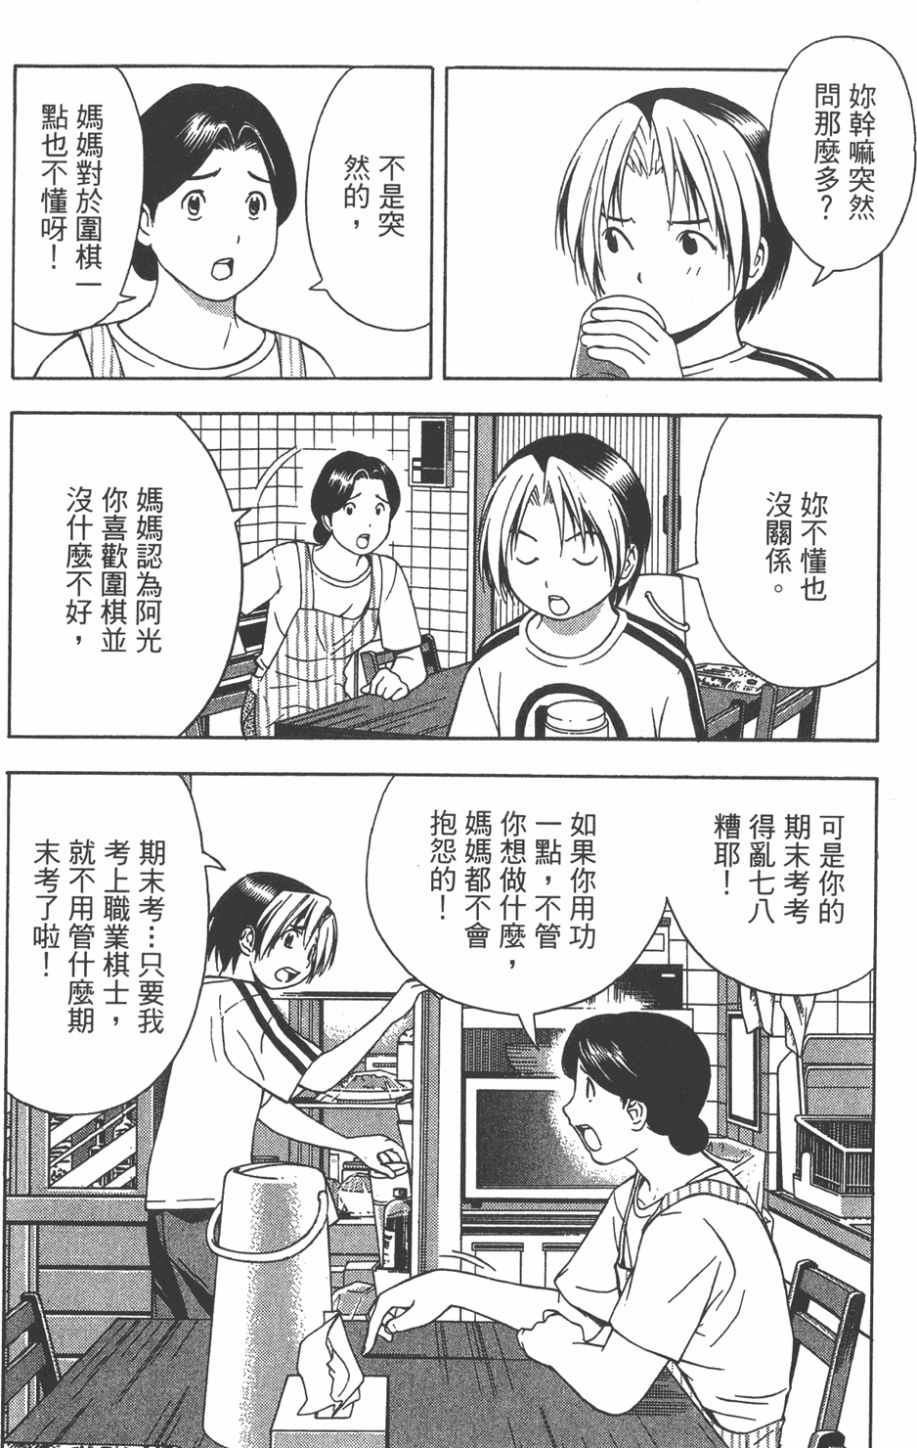 妳幹嘛突然
問那麼多？
不是突
然的，
媽媽對於圍棋一
點也不懂呀！
妳不懂也
沒關係。
媽媽認為阿光
你喜歡圍棋並
沒什麼不好，
可是你的
期末考考
得亂七八
糟耶！
如果你用功
一點，不管
你想做什麼，
媽媽都不會
抱怨的！
期末考…只要我
考上職業棋士，
就不用管什麼期
末考了啦！